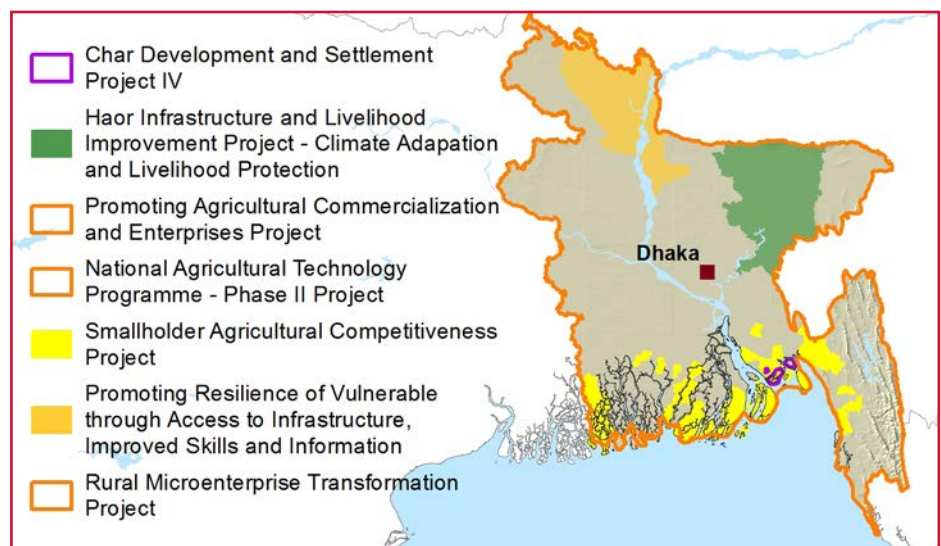 Char Development and Settlement
Project IV
Haor Infrastructure and Livelihood
Improvement Project - Climate Adapation
and Livelihood Protection
Promoting Agricultural Commercialization
and Enterprises Project
National Agricultural Technology
Programme - Phase II Project
Smallholder Agricultural Competitiveness
Project
Promoting Resilience of Vulnerable
through Access to Infrastructure,
Improved Skills and Information
Rural Microenterprise Transformation
Project
Dhaka